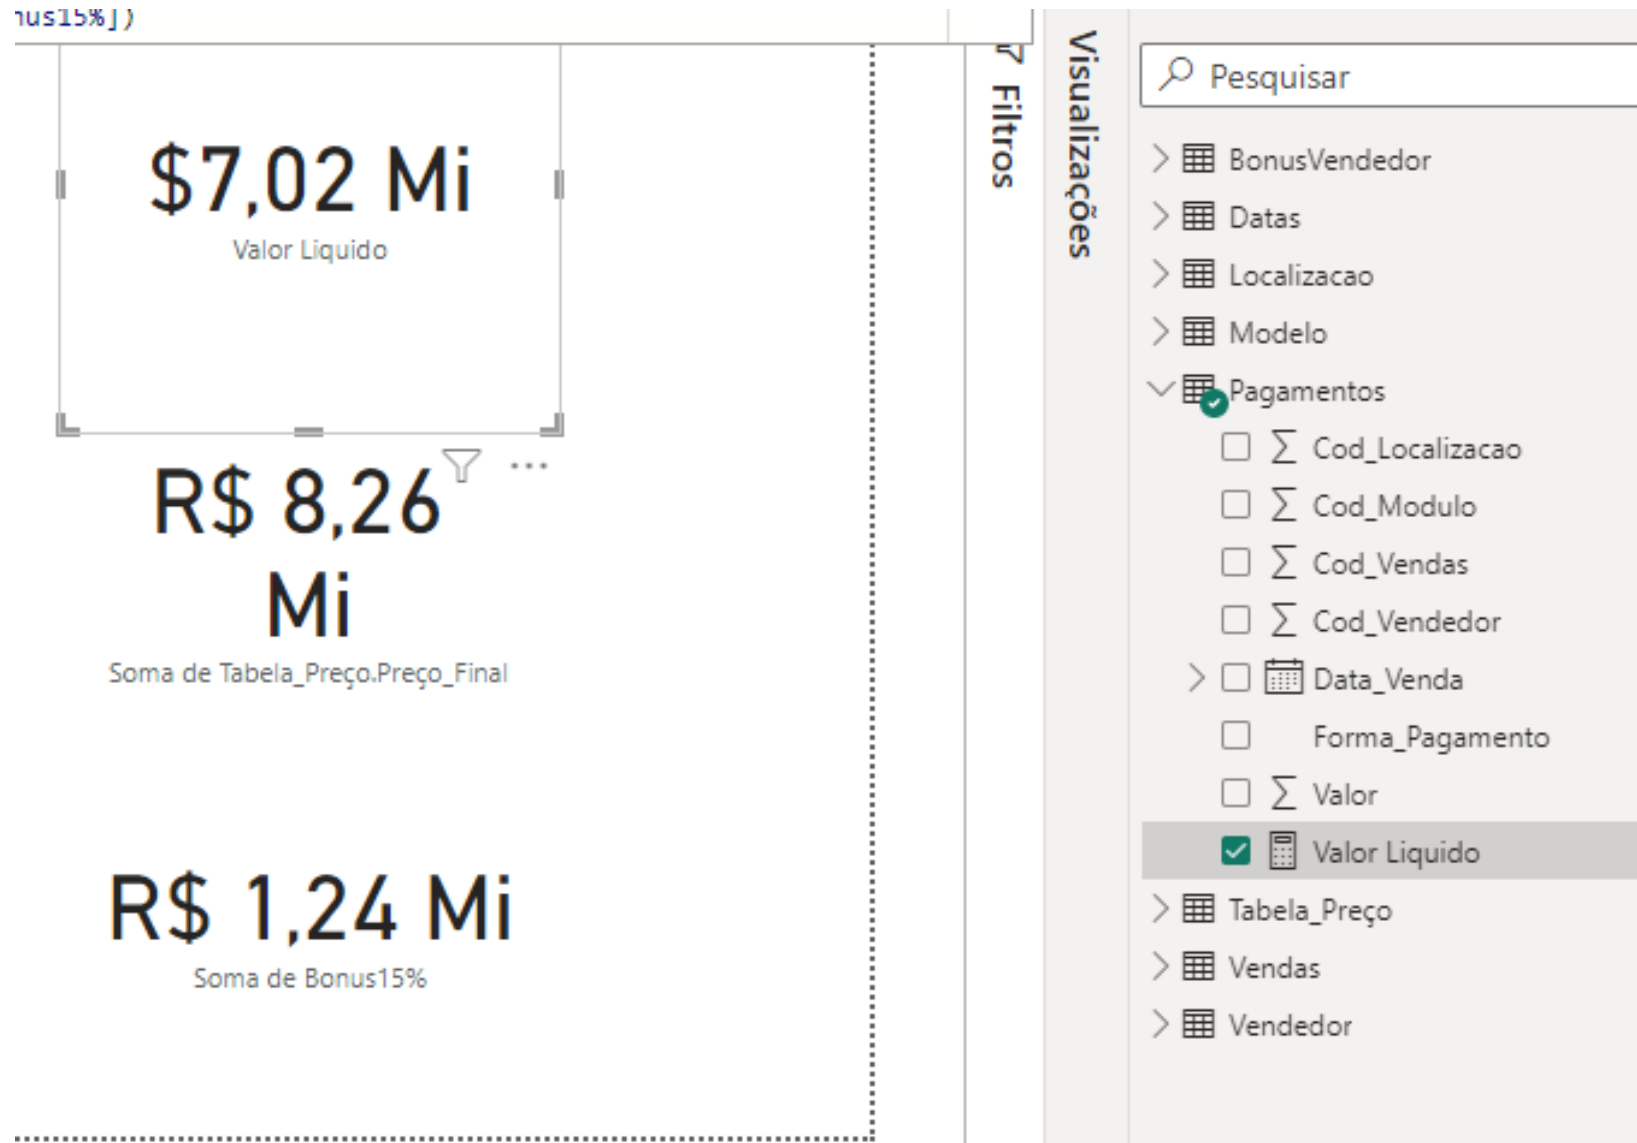 nus15%])
$7,02 Mi
Valor Liquido
R$ 8,26
Mi
Soma de Tabela_Preço.Preço_Final
R$ 1,24 Mi
Soma de Bonus15%
Filtros
Visualizações
Pesquisar
BonusVendedor
Datas
Localizacao
Modelo
Pagamentos
Cod_Localizacao
Cod_Modulo
Cod_Vendas
Cod_Vendedor
Data_Venda
Forma_Pagamento
Valor
Valor Liquido
Tabela_Preço
Vendas
Vendedor